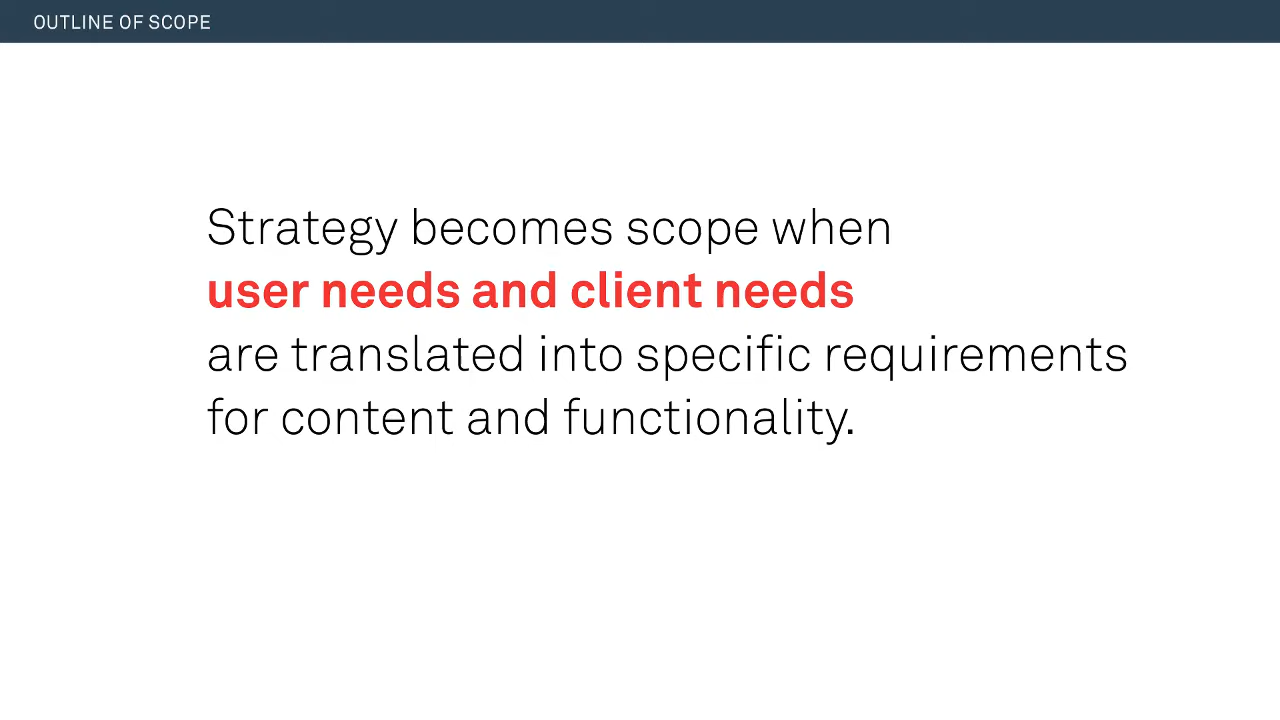 OUTLINE OF SCOPE
Strategy becomes scope when
user needs and client needs
are translated into specific requirements
for content and functionality.